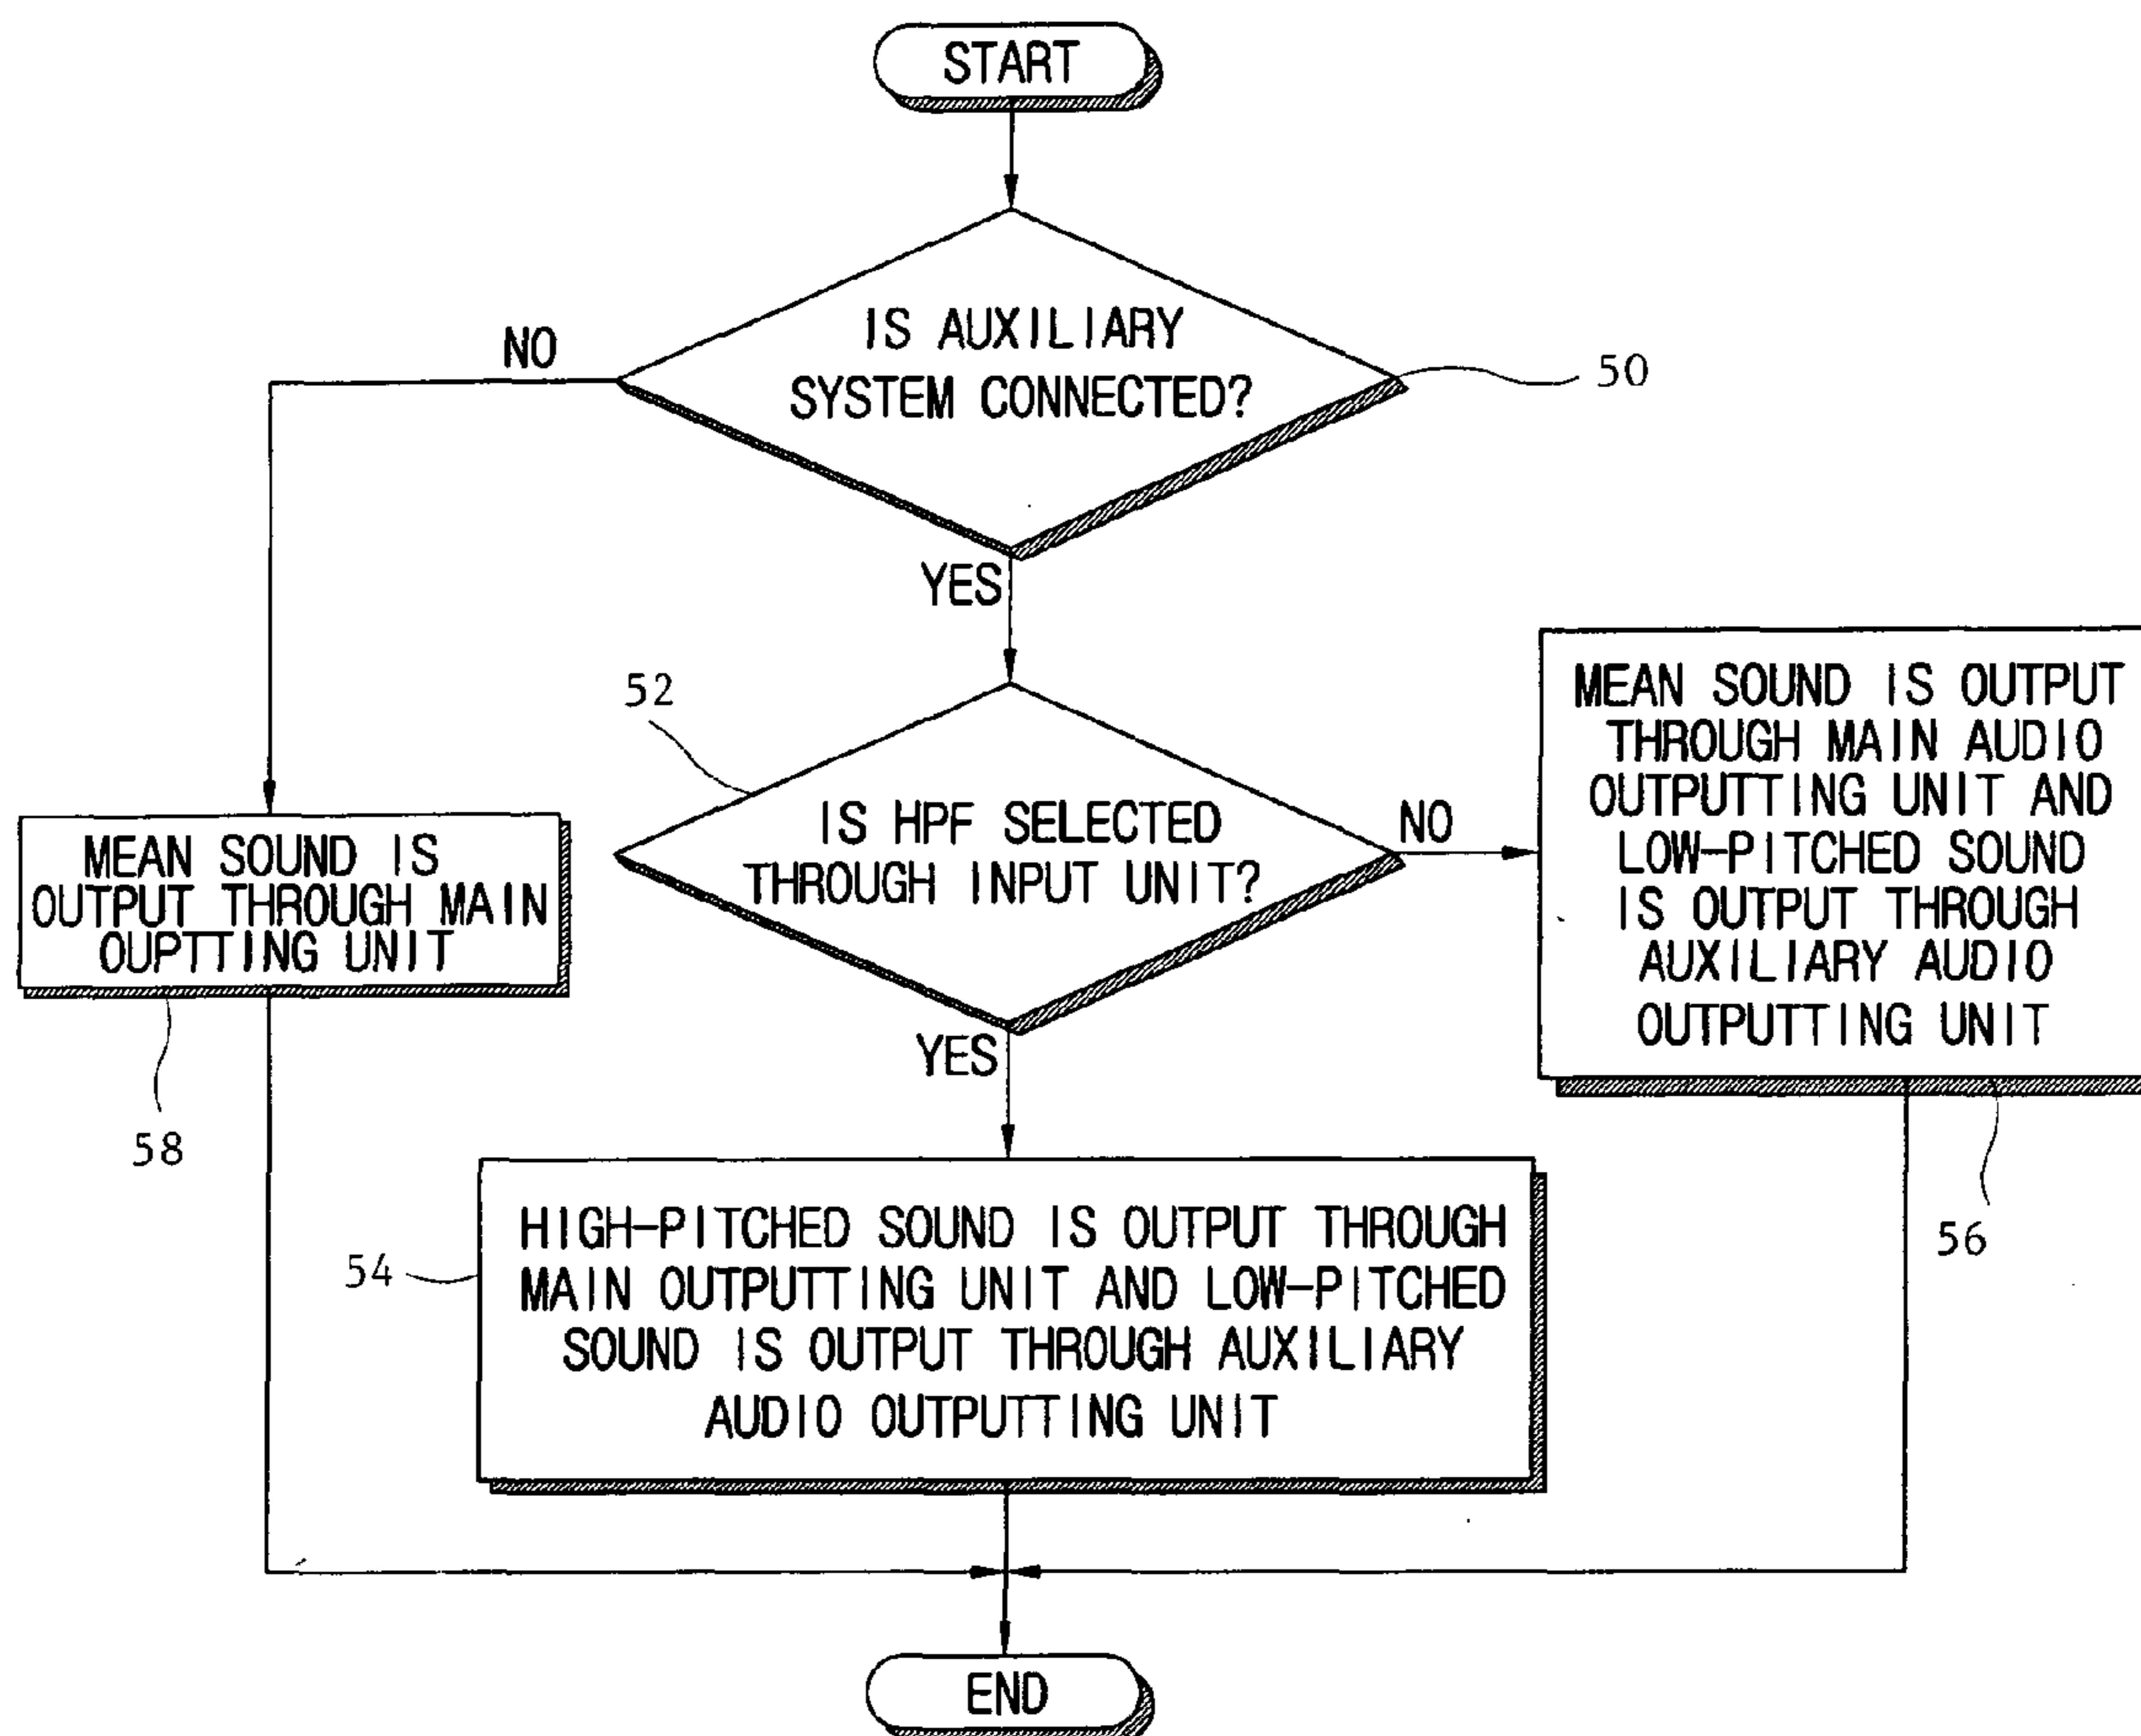 START
IS AUXILIARY
SYSTEM CONNECTED?
50
NO
YES
52
IS HPF SELECTED
THROUGH INPUT UNIT?
NO
YES
MEAN SOUND IS OUTPUT
THROUGH MAIN AUDIO
OUTPUTTING UNIT AND
LOW-PITCHED SOUND
IS OUTPUT THROUGH
AUXILIARY AUDIO
OUTPUTTING UNIT
56
MEAN SOUND IS
OUTPUT THROUGH MAIN
OUPTTING UNIT
58
54
HIGH-PITCHED SOUND IS OUTPUT THROUGH
MAIN OUTPUTTING UNIT AND LOW-PITCHED
SOUND IS OUTPUT THROUGH AUXILIARY
AUDIO OUTPUTTING UNIT
END